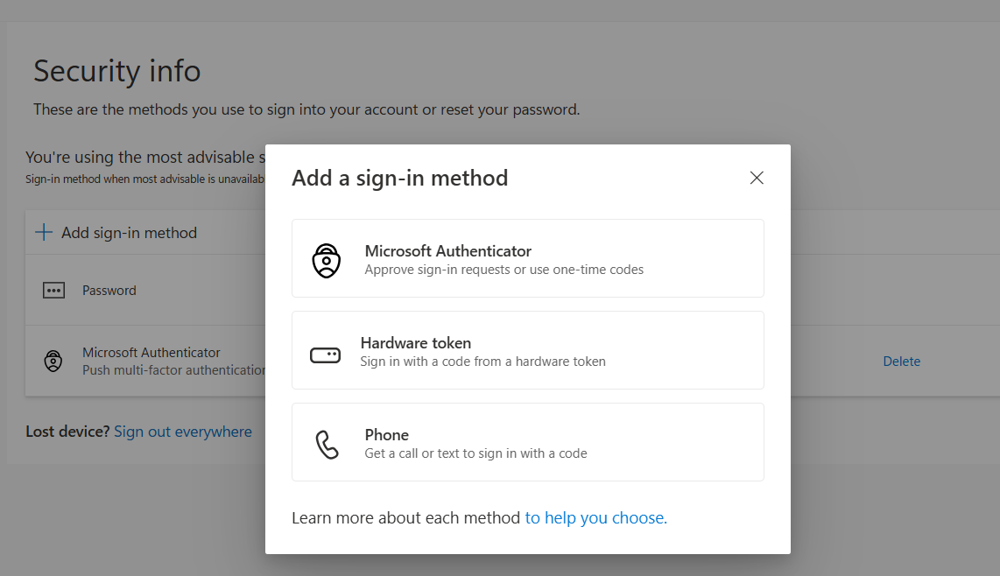 Security info
These are the methods you use to sign into your account or reset your password.
You're using the most advisable s
Sign-in method when most advisable is unavailab
Add sign-in method
Password
Microsoft Authenticator
Push multi-factor authentication
Delete
Lost device? Sign out everywhere
Add a sign-in method
Microsoft Authenticator
Approve sign-in requests or use one-time codes
Hardware token
Sign in with a code from a hardware token
Phone
Get a call or text to sign in with a code
Learn more about each method to help you choose.